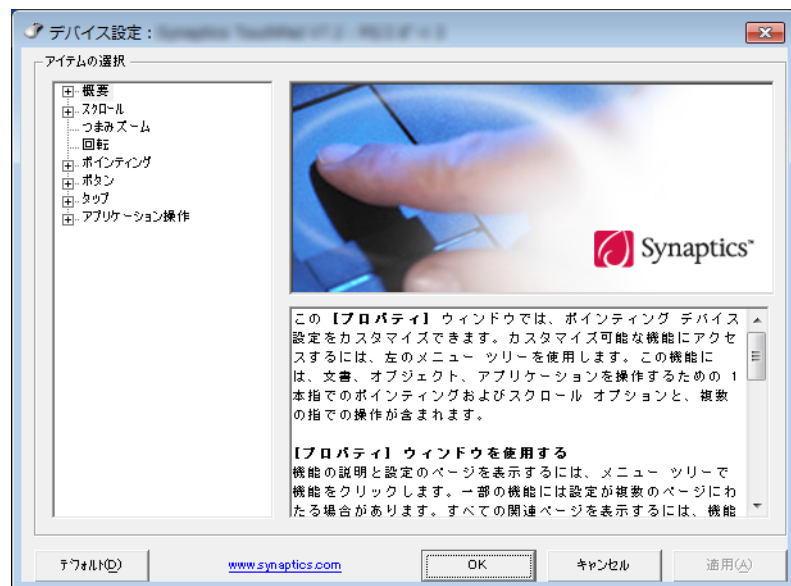 デバイス設定 :
アイテムの選択
概要
スクロール
つまみズーム
回転
ポインティング
ボタン
タップ
アプリケーション操作
Synaptics™
この【プロパティ】ウィンドウでは、ポインティング デバイス
設定をカスタマイズできます。カスタマイズ可能な機能にアクセ
スするには、左のメニュー ツリーを使用します。この機能に
は、文書、オブジェクト、アプリケーションを操作するための 1
本指でのポインティングおよびスクロール オプションと、複数
の指での操作が含まれます。
【プロパティ】ウィンドウを使用する
機能の説明と設定のページを表示するには、メニュー ツリーで
機能をクリックします。一部の機能には設定が複数のページにわ
たる場合があります。すべての関連ページを表示するには、機能
デフォルト(D)
www.synaptics.com
OK
キャンセル
適用(A)